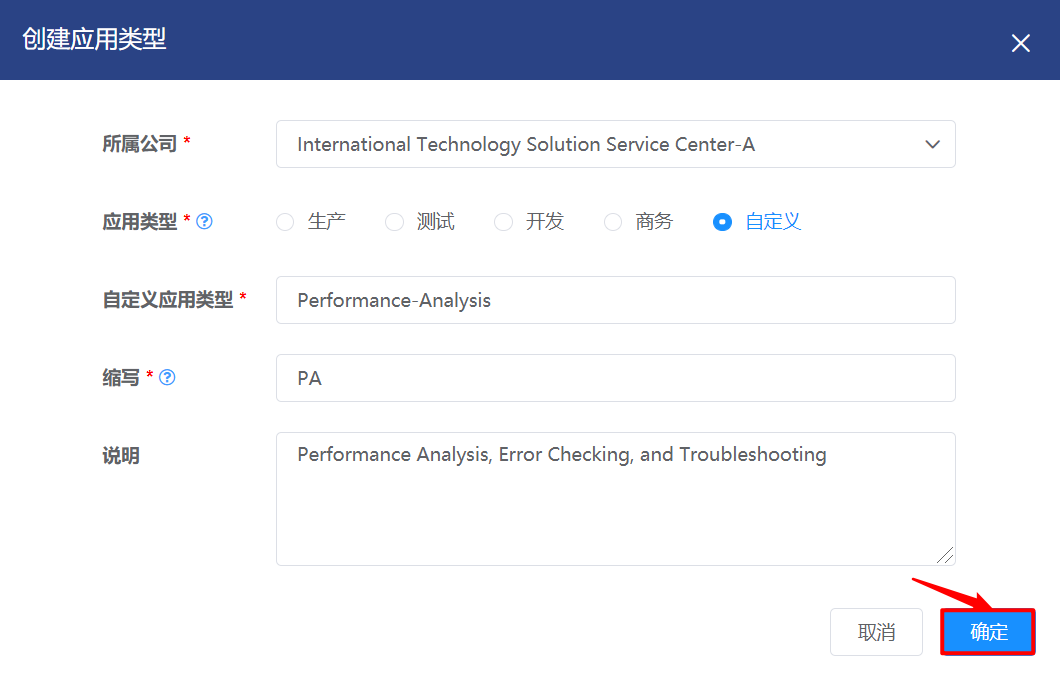 创建应用类型
所属公司 * International Technology Solution Service Center-A
应用类型 * ? 生产 测试 开发 商务 自定义
自定义应用类型 * Performance-Analysis
缩写 * ? PA
说明 Performance Analysis, Error Checking, and Troubleshooting
取消 确定